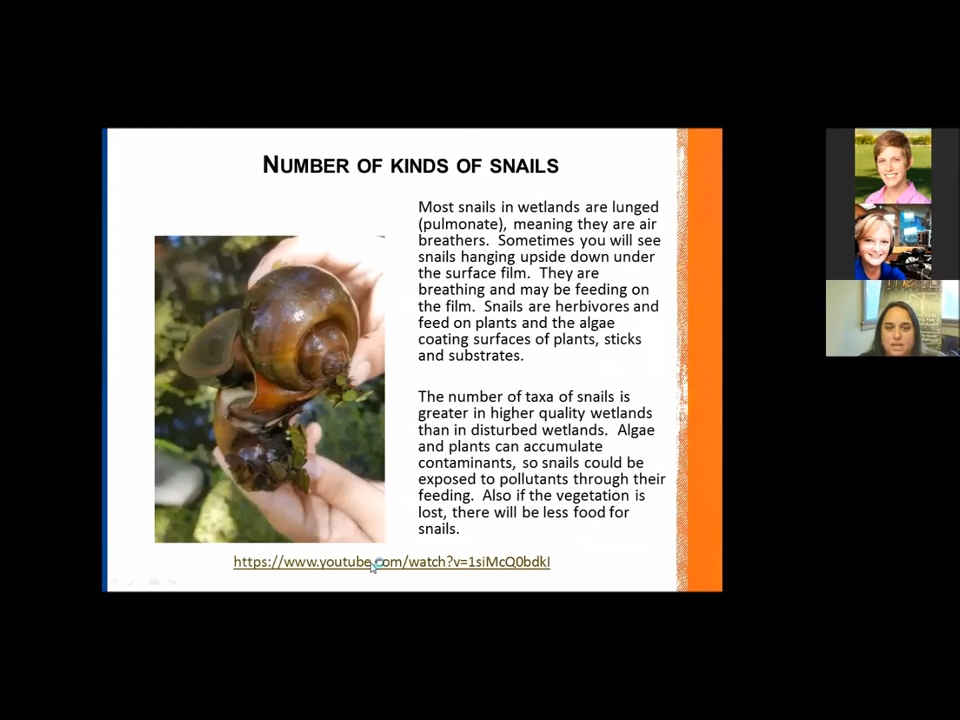 NUMBER OF KINDS OF SNAILS
Most snails in wetlands are lunged
(pulmonate), meaning they are air
breathers. Sometimes you will see
snails hanging upside down under
the surface film. They are
breathing and may be feeding on
the film. Snails are herbivores and
feed on plants and the algae
coating surfaces of plants, sticks
and substrates.
The number of taxa of snails is
greater in higher quality wetlands
than in disturbed wetlands. Algae
and plants can accumulate
contaminants, so snails could be
exposed to pollutants through their
feeding. Also if the vegetation is
lost, there will be less food for
snails.
https://www.youtube.com/watch?v=1siMcQ0bdkI